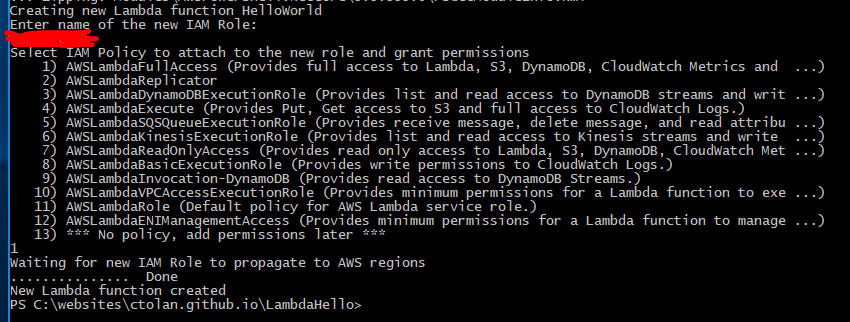 Creating new Lambda function HelloWorld
Enter name of the new IAM Role:
Select IAM Policy to attach to the new role and grant permissions
1) AWSLambdaFullAccess (Provides full access to Lambda, S3, DynamoDB, CloudWatch Metrics and ...)
2) AWSLambdaReplicator
3) AWSLambdaDynamoDBExecutionRole (Provides list and read access to DynamoDB streams and writ ...)
4) AWSLambdaExecute (Provides Put, Get access to S3 and full access to CloudWatch Logs.)
5) AWSLambdaSQSQueueExecutionRole (Provides receive message, delete message, and read attribu ...)
6) AWSLambdaKinesisExecutionRole (Provides list and read access to Kinesis streams and write ...)
7) AWSLambdaReadOnlyAccess (Provides read only access to Lambda, S3, DynamoDB, CloudWatch Met ...)
8) AWSLambdaBasicExecutionRole (Provides write permissions to CloudWatch Logs.)
9) AWSLambdaInvocation-DynamoDB (Provides read access to DynamoDB Streams.)
10) AWSLambdaVPCAccessExecutionRole (Provides minimum permissions for a Lambda function to exe ...)
11) AWSLambdaRole (Default policy for AWS Lambda service role.)
12) AWSLambdaENIManagementAccess (Provides minimum permissions for a Lambda function to manage ...)
13) *** No policy, add permissions later ***
1
Waiting for new IAM Role to propagate to AWS regions
............... Done
New Lambda function created
PS C:\websites\ctolan.github.io\LambdaHello>